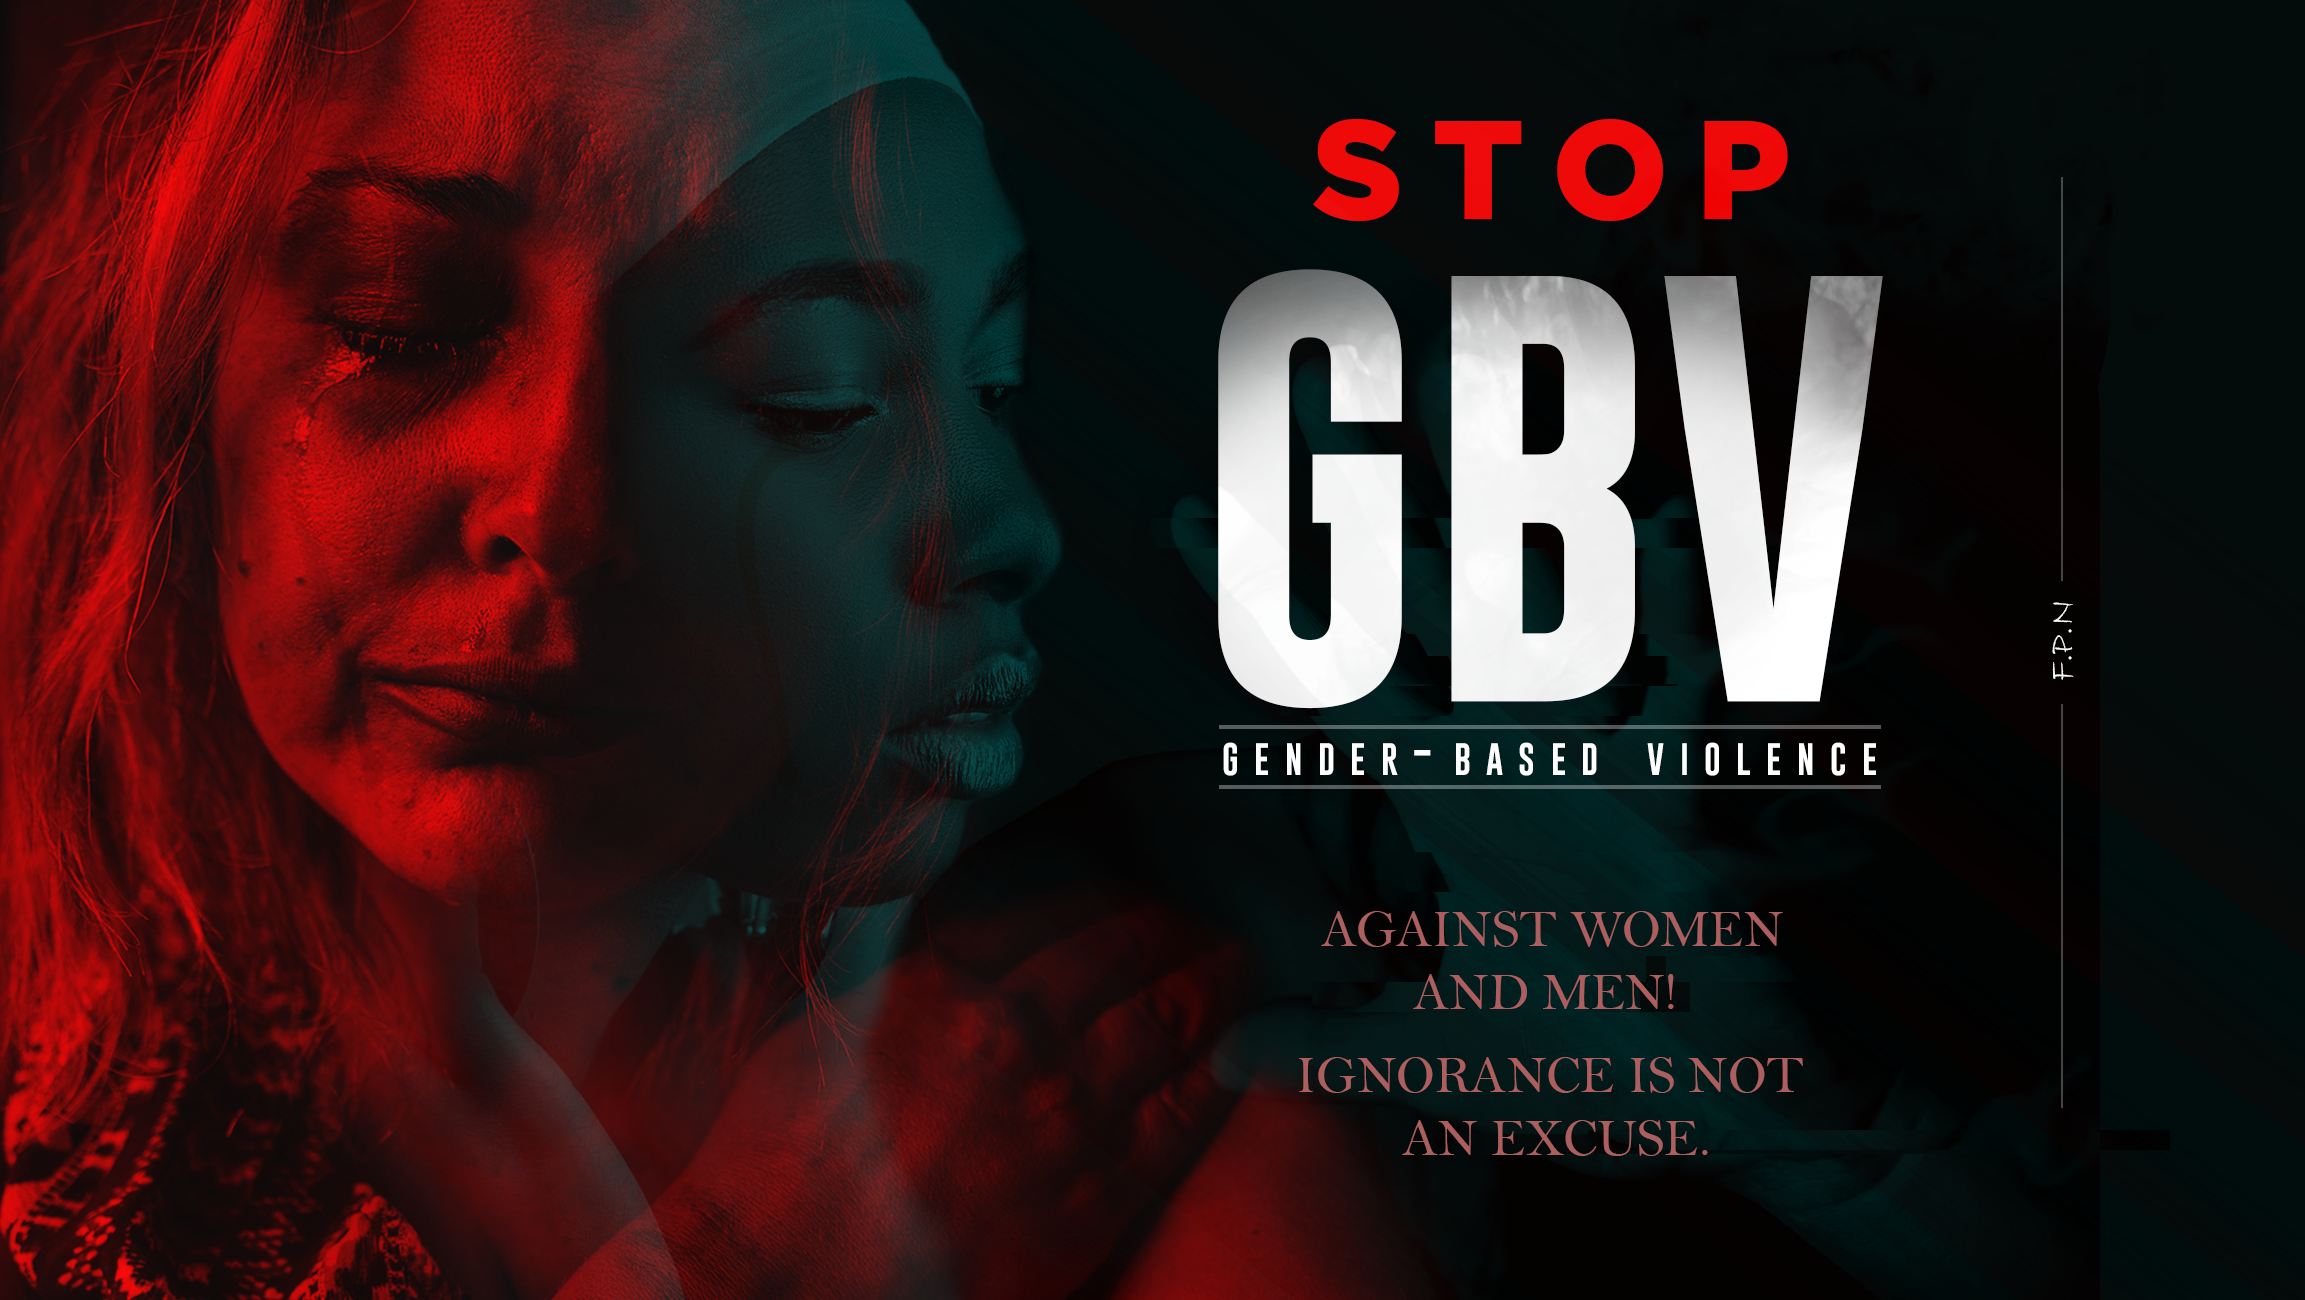 STOP
GBV
GENDER-BASED VIOLENCE
AGAINST WOMEN
AND MEN!
IGNORANCE IS NOT
AN EXCUSE.
F.P.N